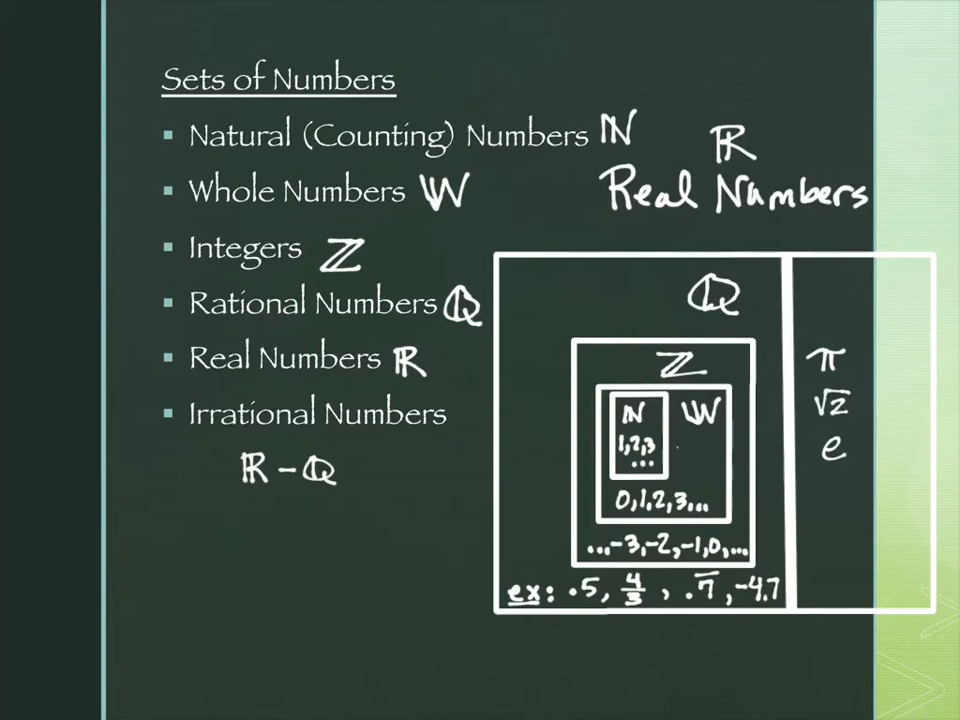 Sets of Numbers
▪ Natural (Counting) Numbers ℕ
▪ Whole Numbers 𝕎
▪ Integers ℤ
▪ Rational Numbers ℚ
▪ Real Numbers ℝ
▪ Irrational Numbers
ℝ - ℚ
ℝ
Real Numbers
ℚ
ℤ
ℕ 𝕎
1,2,3
...
0,1,2,3...
...-3,-2,-1,0,...
ex: .5, 4/3, .7̅, -4.7
π
√2
e